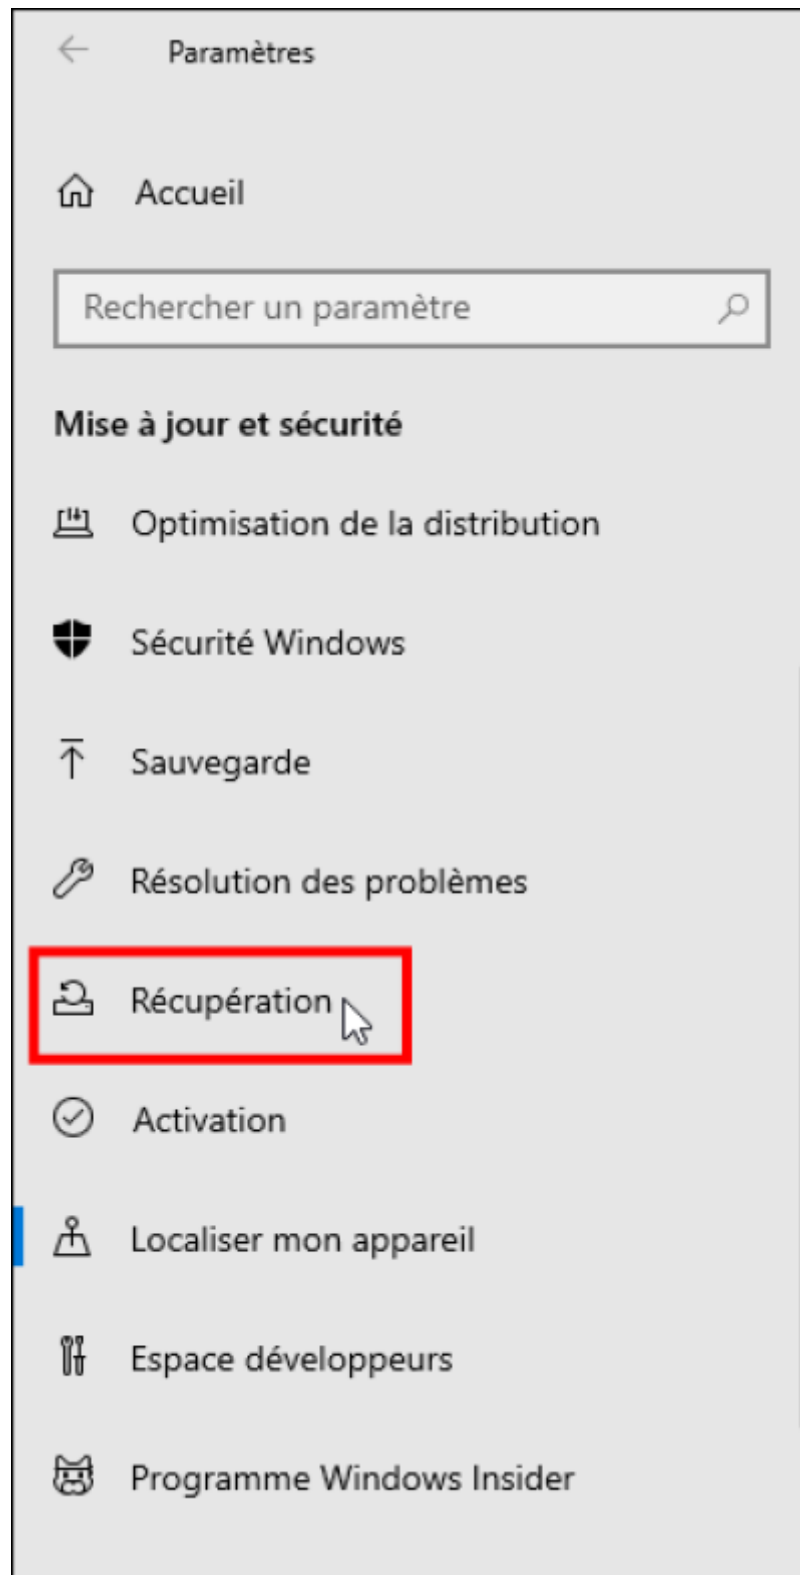 Paramètres
Accueil
Rechercher un paramètre
Mise à jour et sécurité
Optimisation de la distribution
Sécurité Windows
Sauvegarde
Résolution des problèmes
Récupération
Activation
Localiser mon appareil
Espace développeurs
Programme Windows Insider